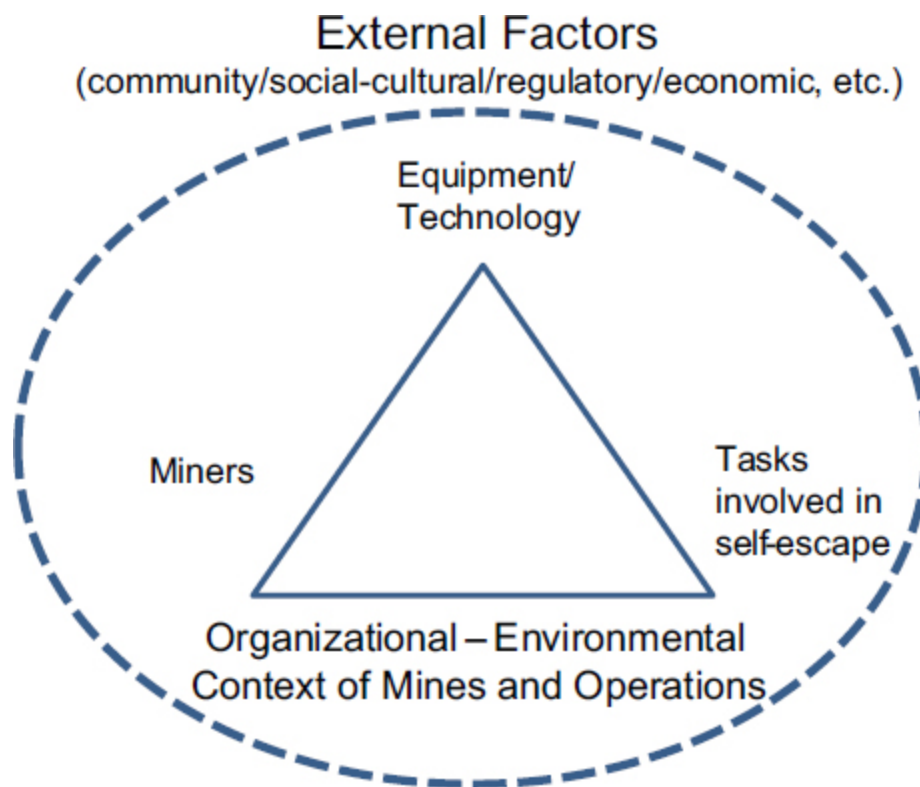 External Factors
(community/social-cultural/regulatory/economic, etc.)
Equipment/
Technology
Miners
Tasks
involved in
self-escape
Organizational – Environmental
Context of Mines and Operations